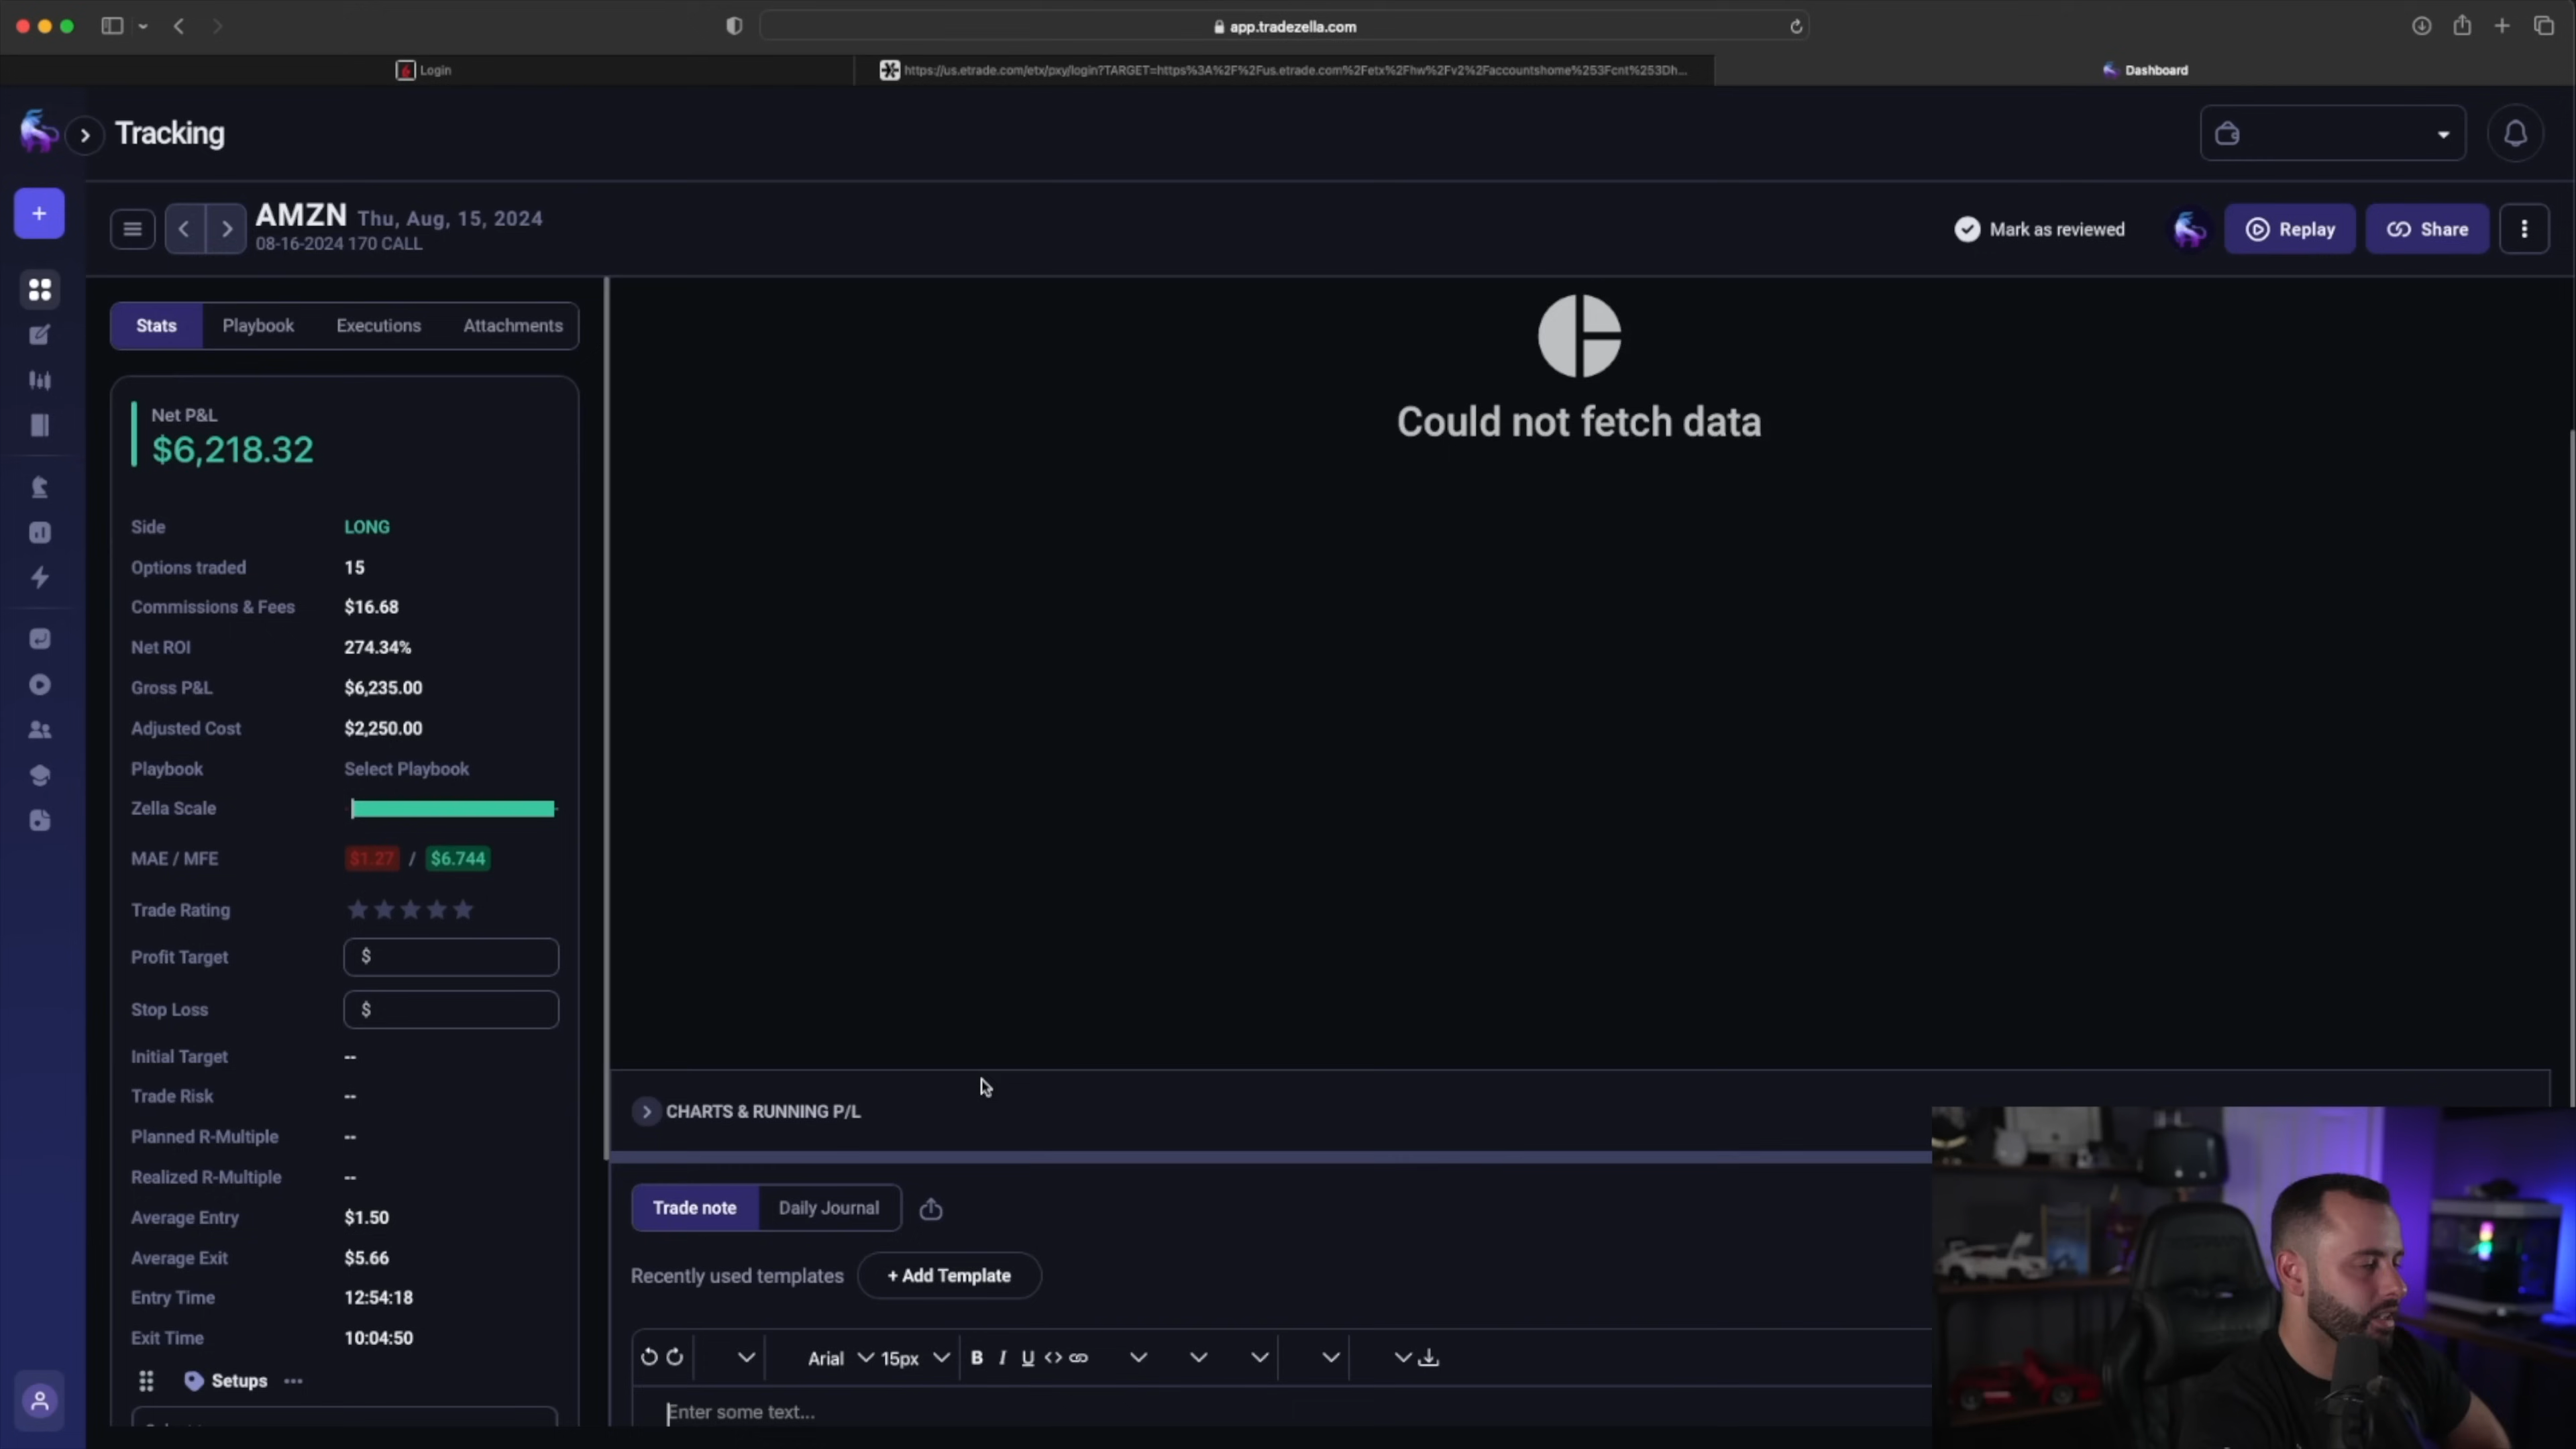 app.tradezella.com
Login
https://us.etrade.com/etx/pxy/login?TARGET=https%3A%2F%2Fus.etrade.com%2Fetx%2Fhw%2Fv2%2Faccountshome%253Fcnt%253Dh...
Dashboard
Tracking
AMZN Thu, Aug, 15, 2024
08-16-2024 170 CALL
Mark as reviewed
Replay
Share
Stats Playbook Executions Attachments
Could not fetch data
Net P&L
$6,218.32
Side LONG
Options traded 15
Commissions & Fees $16.68
Net ROI 274.34%
Gross P&L $6,235.00
Adjusted Cost $2,250.00
Playbook Select Playbook
Zella Scale
MAE / MFE $1.27 / $6.744
Trade Rating
Profit Target $
Stop Loss $
Initial Target --
Trade Risk --
Planned R-Multiple --
Realized R-Multiple --
Average Entry $1.50
Average Exit $5.66
Entry Time 12:54:18
Exit Time 10:04:50
Setups
CHARTS & RUNNING P/L
Trade note Daily Journal
Recently used templates + Add Template
Arial 15px B I U
Enter some text...